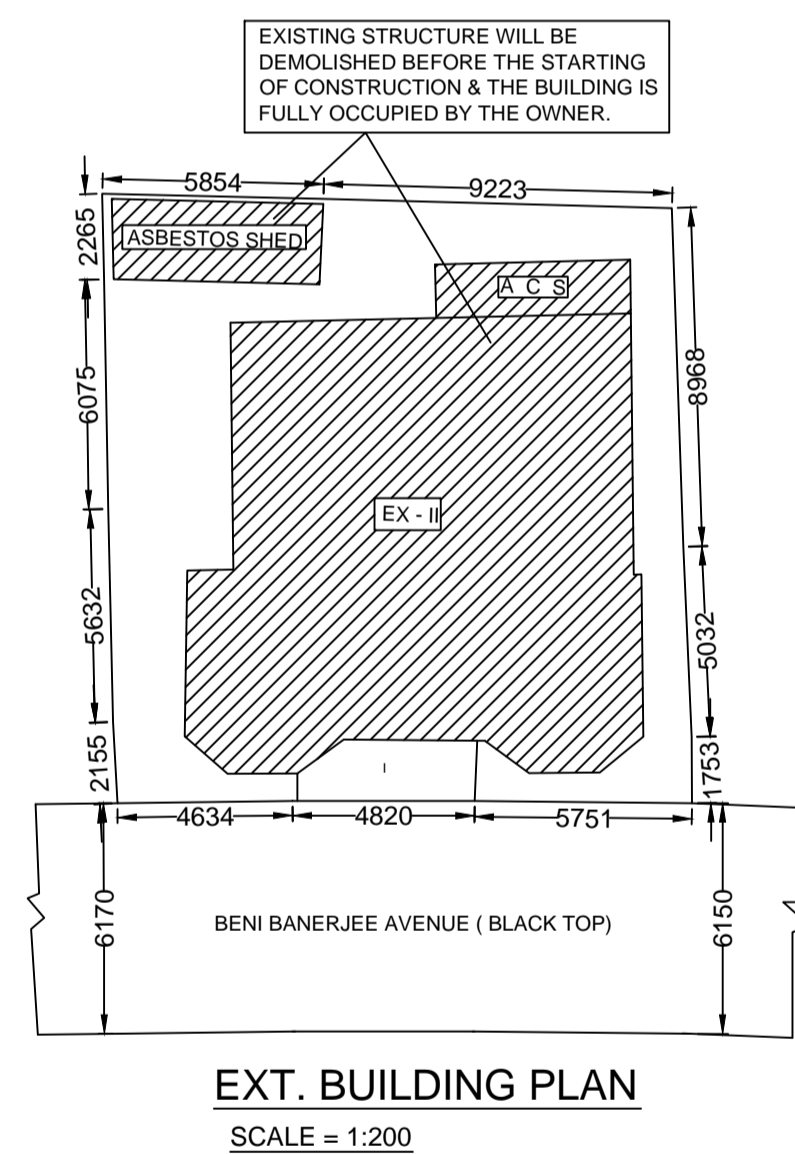 EXISTING STRUCTURE WILL BE
DEMOLISHED BEFORE THE STARTING
OF CONSTRUCTION & THE BUILDING IS
FULLY OCCUPIED BY THE OWNER.
5854
9223
2265
ASBESTOS SHED
A C S
6075
8968
EX - II
5632
5032
2155
I
1753
4634
4820
5751
6170
BENI BANERJEE AVENUE ( BLACK TOP)
6150
EXT. BUILDING PLAN
SCALE = 1:200